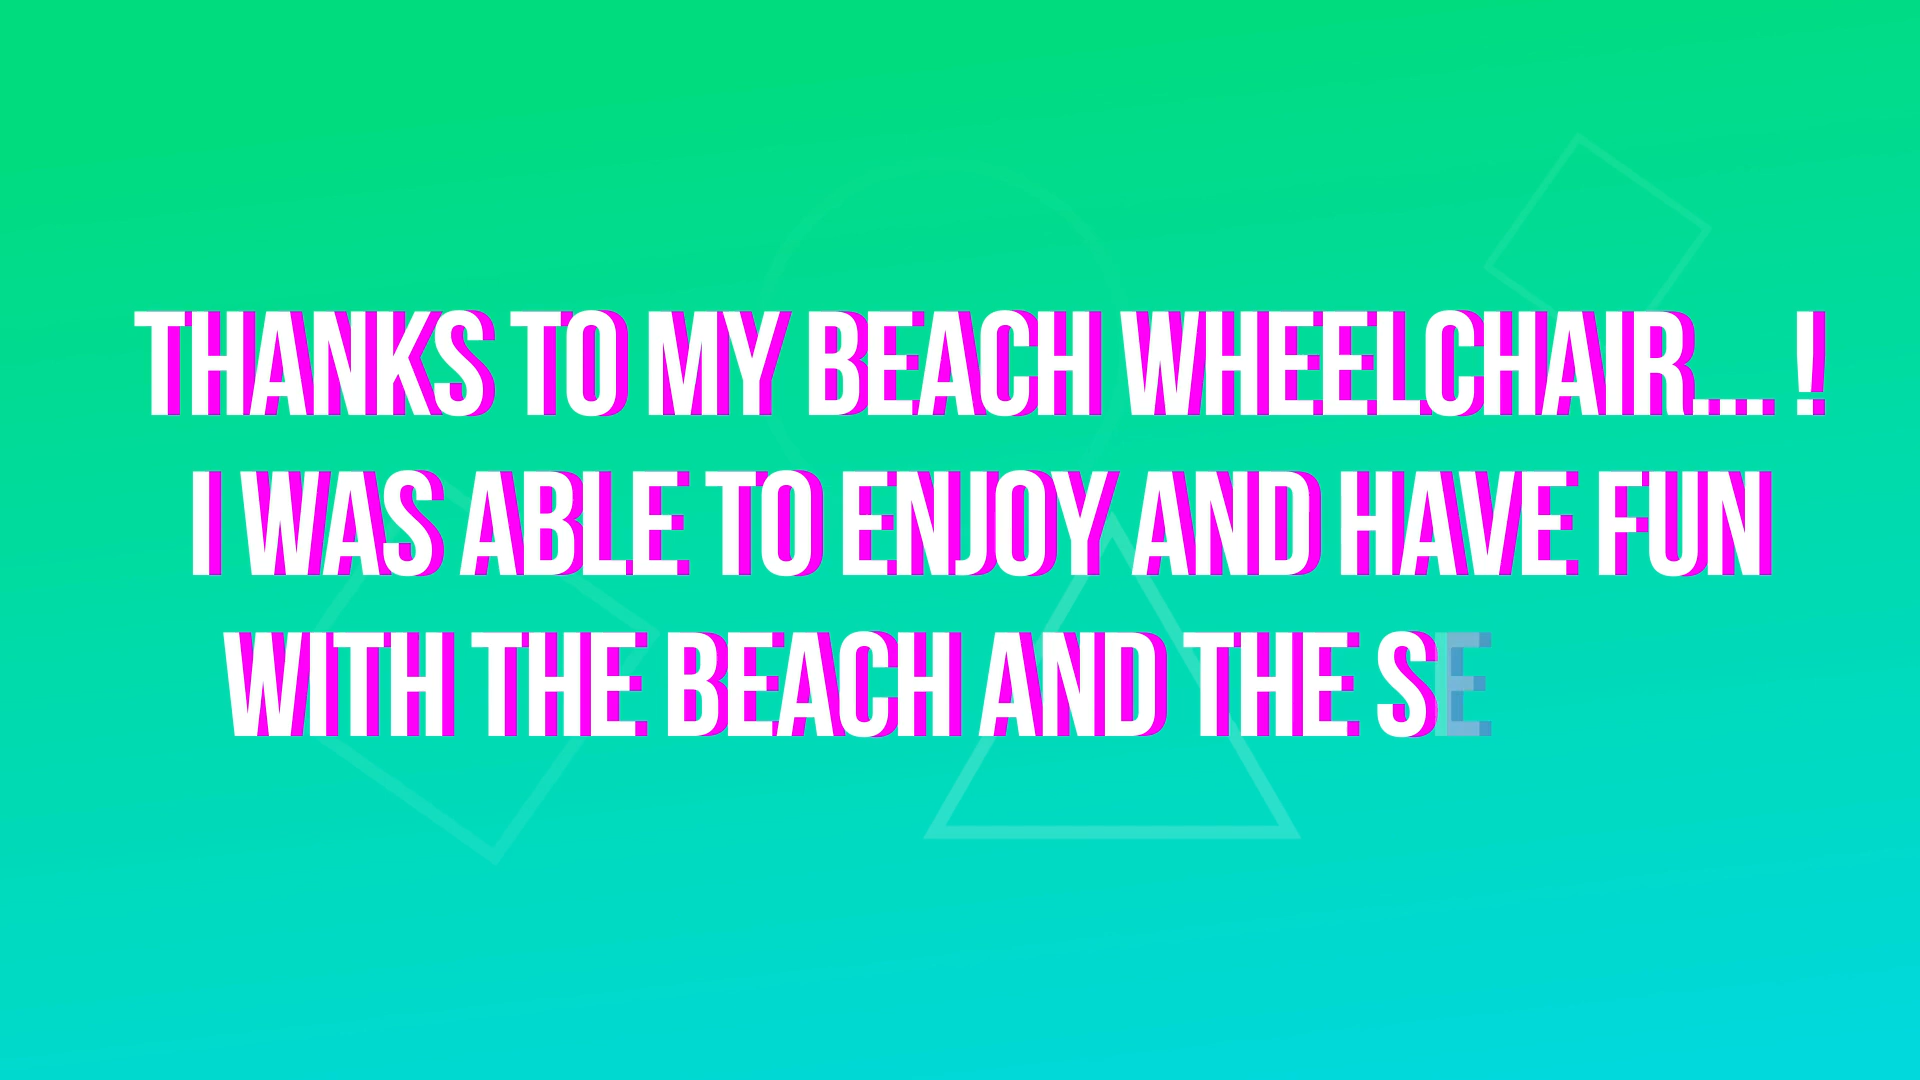 THANKS TO MY BEACH WHEELCHAIR... !
I WAS ABLE TO ENJOY AND HAVE FUN
WITH THE BEACH AND THE SE